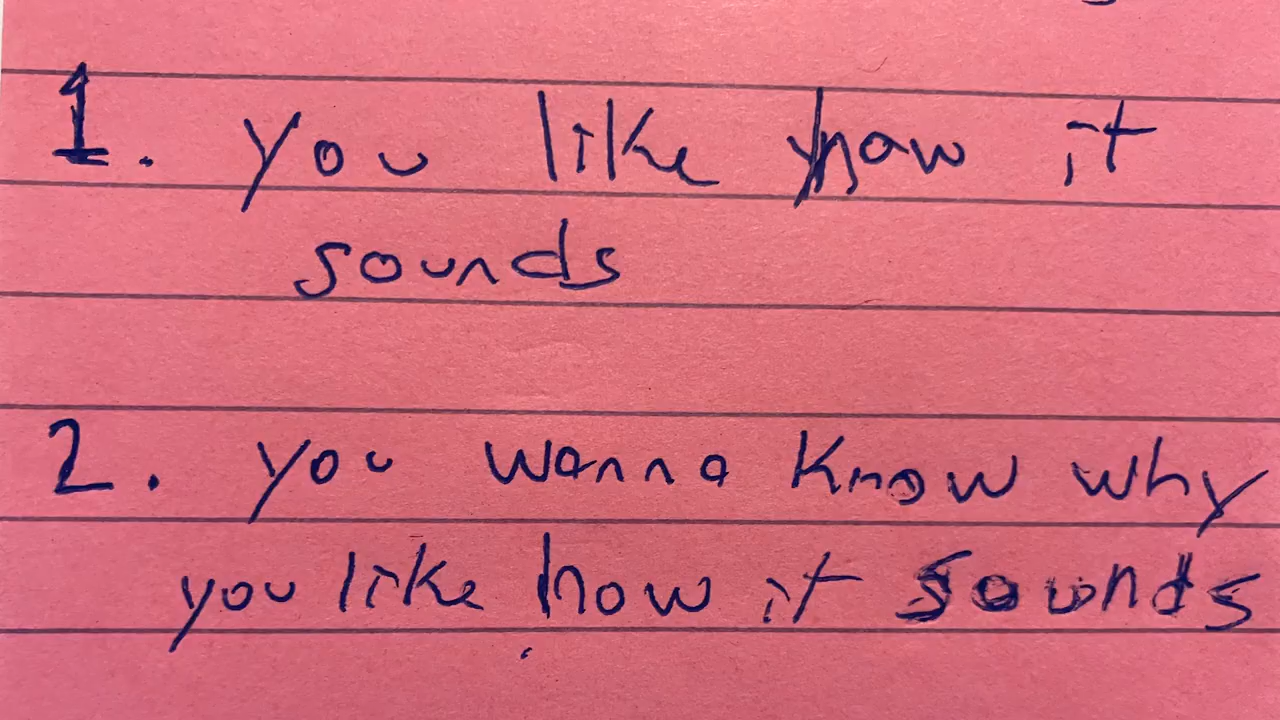 1. you like how it
sounds
2. you wanna know why
you like how it sounds